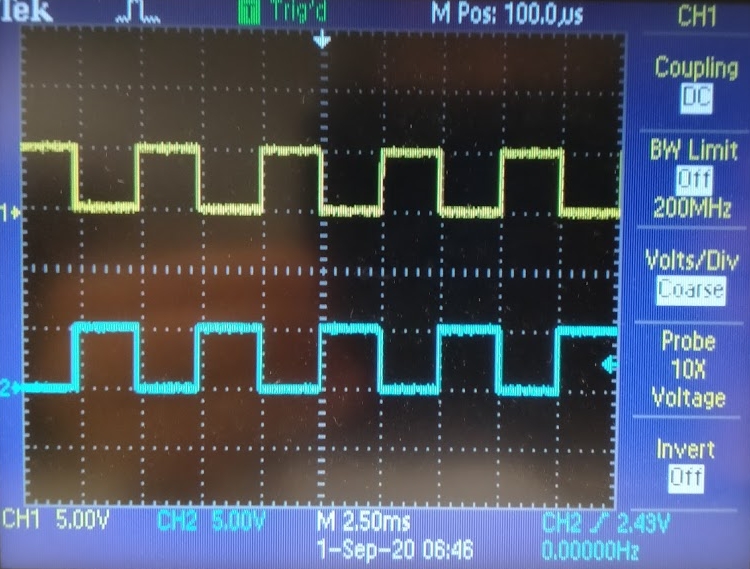 Tek Trig'd M Pos: 100.0µs CH1
Coupling
DC
BW Limit
Off
200MHz
Volts/Div
Coarse
Probe
10X
Voltage
Invert
Off
1
2
CH1 5.00V CH2 5.00V M 2.50ms CH2 2.43V
1-Sep-20 06:46 0.00000Hz